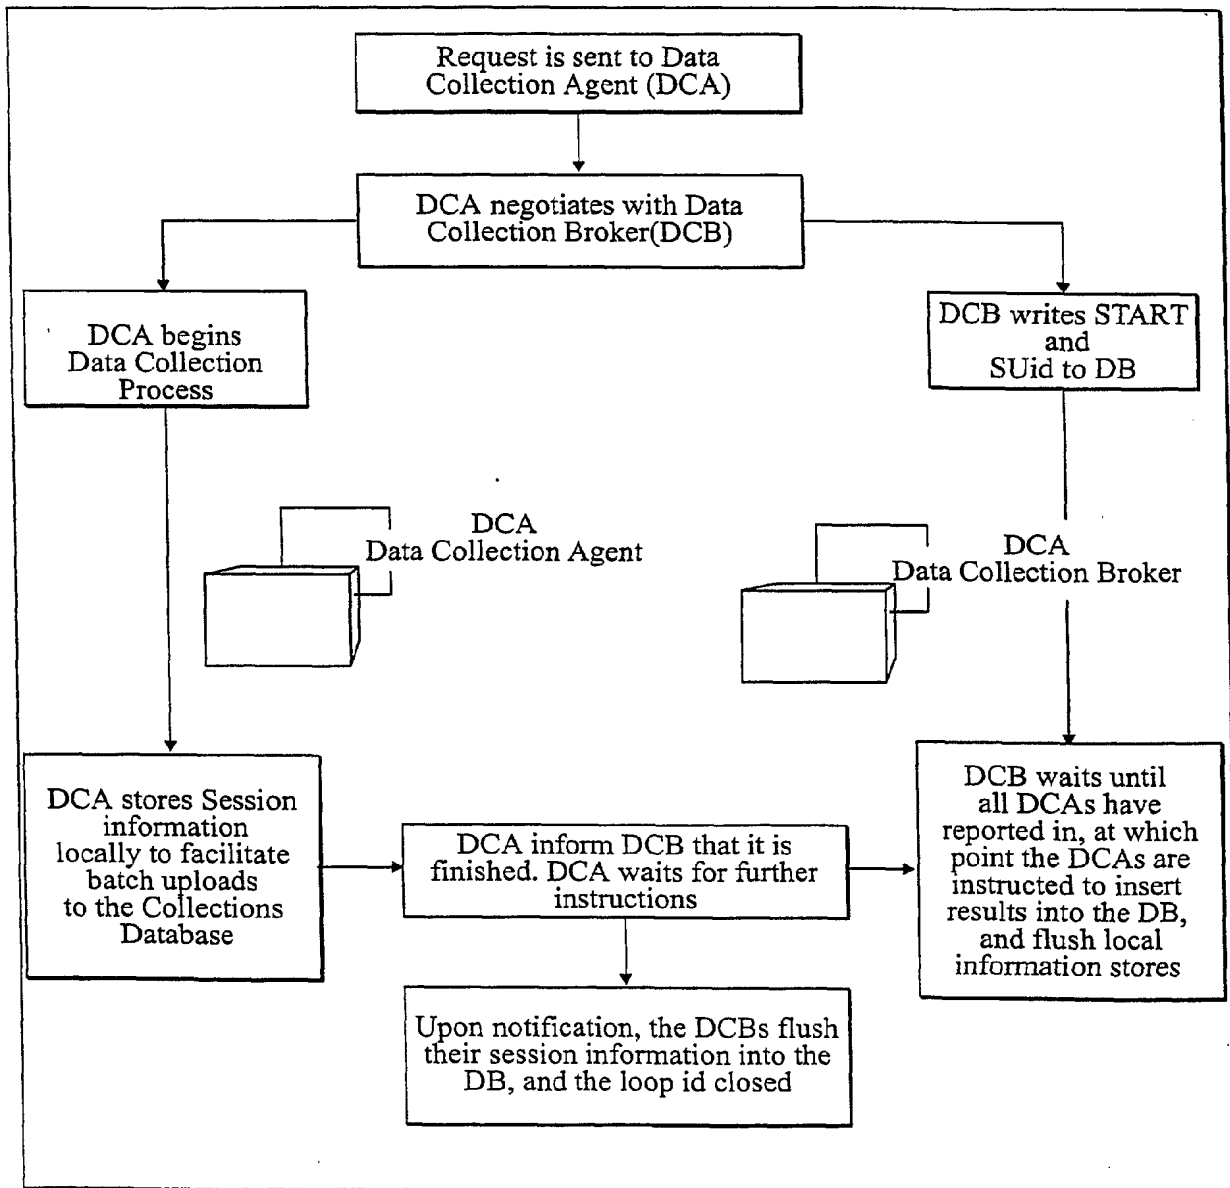 Request is sent to Data
Collection Agent (DCA)
DCA negotiates with Data
Collection Broker(DCB)
DCA begins
Data Collection
Process
DCB writes START
and
SUid to DB
DCA
Data Collection Agent
DCA
Data Collection Broker
DCA stores Session
information
locally to facilitate
batch uploads
to the Collections
Database
DCA inform DCB that it is
finished. DCA waits for further
instructions
DCB waits until
all DCAs have
reported in, at which
point the DCAs are
instructed to insert
results into the DB,
and flush local
information stores
Upon notification, the DCBs flush
their session information into the
DB, and the loop id closed